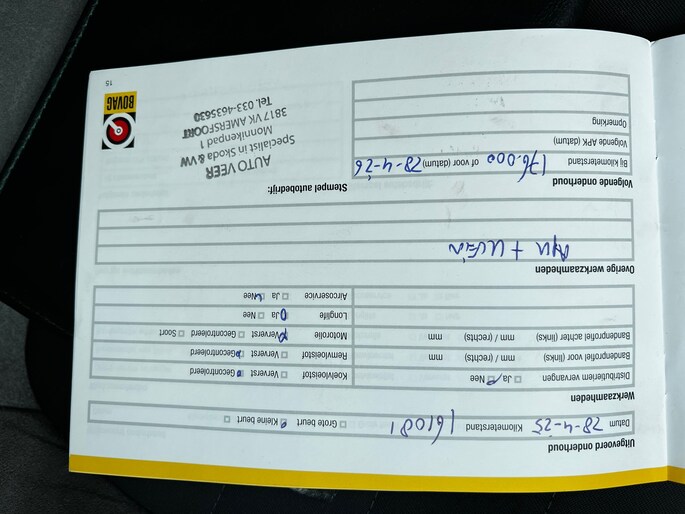 Uitgevoerd onderhoud
Datum 28-4-25 Kilometerstand 161081 Grote beurt Kleine beurt
Werkzaamheden
Distributieriem vervangen Ja Nee
Bandenprofiel voor (links) mm / (rechts) mm
Bandenprofiel achter (links) mm / (rechts) mm
Koelvloeistof Ververst Gecontroleerd
Remvloeistof Ververst Gecontroleerd
Motorolie Ververst Gecontroleerd Soort
Longlife Ja Nee
Aircoservice Ja Nee
Overige werkzaamheden
APK + KLEIN
Volgende onderhoud
Bij kilometerstand 176.000 of voor (datum) 28-4-26
Volgende APK (datum)
Opmerking
Stempel autobedrijf:
AUTO VEER
Specialist in Skoda & VW
Monnikenpad 1
3817 VK AMERSFOORT
Tel. 033-4635630
BOVAG
15